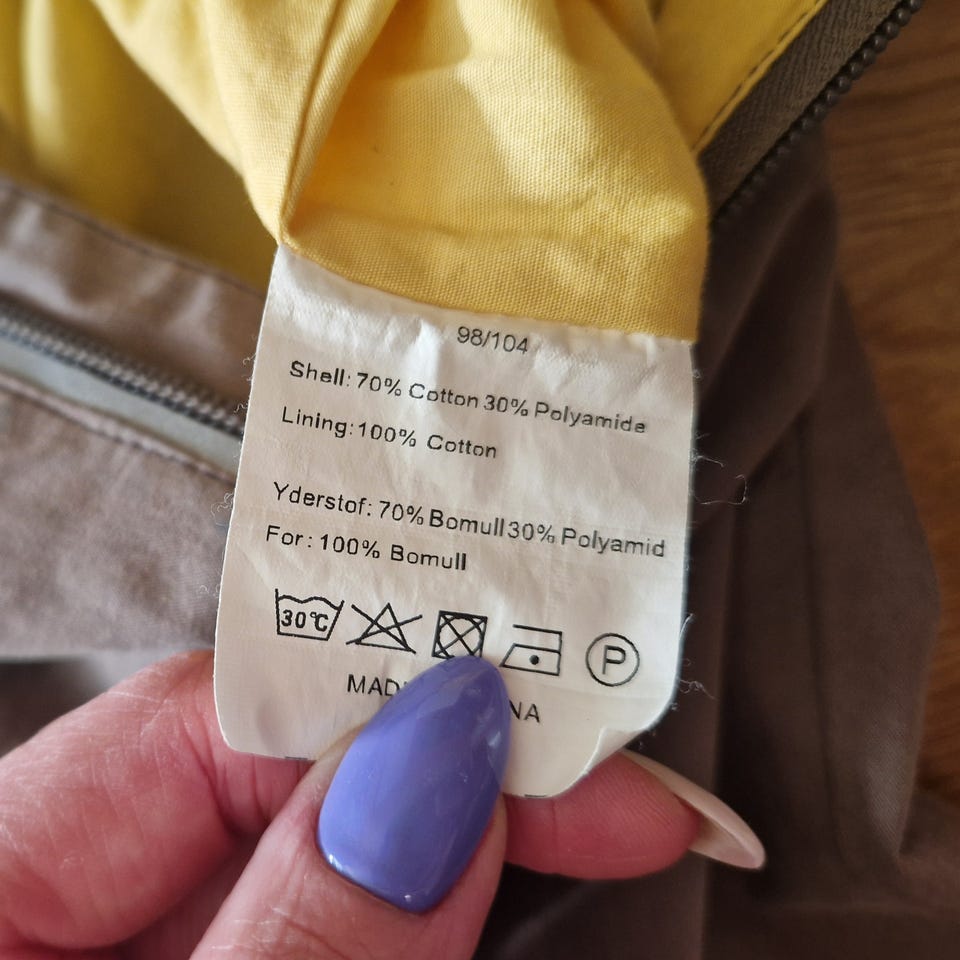 98/104
Shell: 70% Cotton 30% Polyamide
Lining: 100% Cotton
Yderstof: 70% Bomull 30% Polyamid
For: 100% Bomull
30°C P